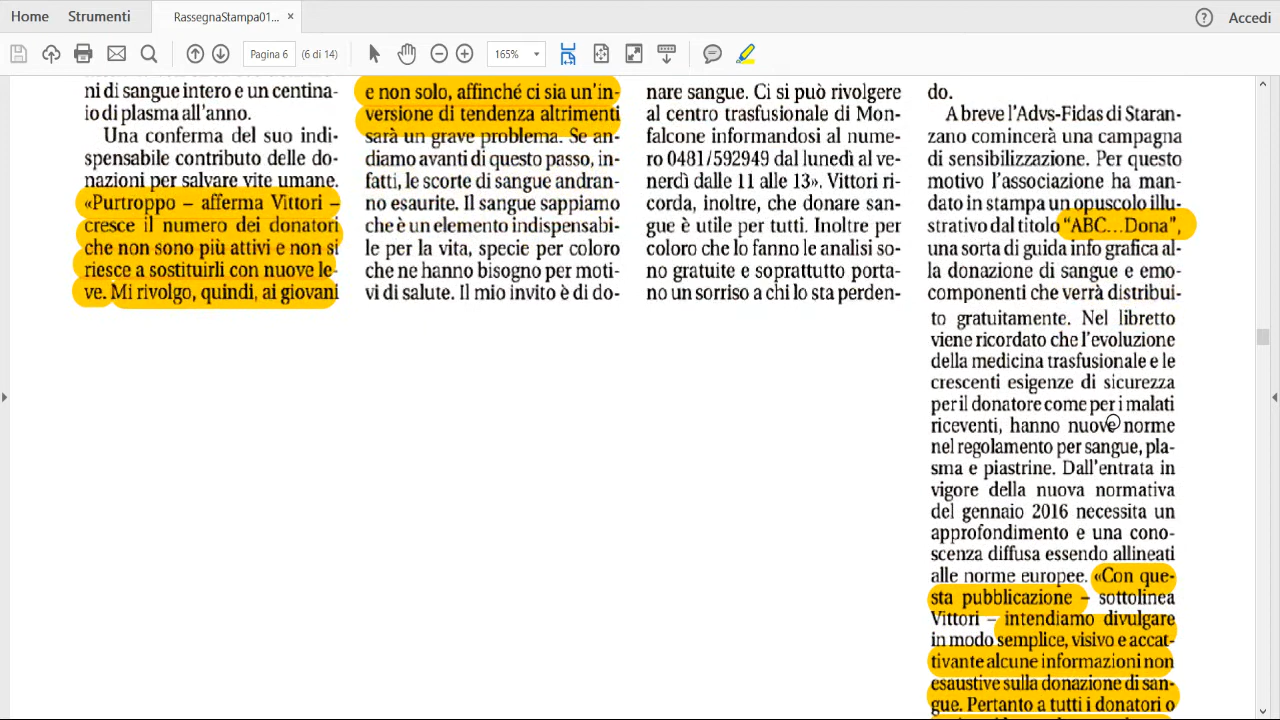 Home
Strumenti
RassegnaStampa01...
×
Accedi
Pagina 6
(6 di 14)
165%
ni di sangue intero e un centina-
io di plasma all'anno.
Una conferma del suo indi-
spensabile contributo delle do-
nazioni per salvare vite umane.
«Purtroppo – afferma Vittori –
cresce il numero dei donatori
che non sono più attivi e non si
riesce a sostituirli con nuove le-
ve. Mi rivolgo, quindi, ai giovani
e non solo, affinché ci sia un'in-
versione di tendenza altrimenti
sarà un grave problema. Se an-
diamo avanti di questo passo, in-
fatti, le scorte di sangue andran-
no esaurite. Il sangue sappiamo
che è un elemento indispensabi-
le per la vita, specie per coloro
che ne hanno bisogno per moti-
vi di salute. Il mio invito è di do-
nare sangue. Ci si può rivolgere
al centro trasfusionale di Mon-
falcone informandosi al nume-
ro 0481/592949 dal lunedì al ve-
nerdì dalle 11 alle 13». Vittori ri-
corda, inoltre, che donare san-
gue è utile per tutti. Inoltre per
coloro che lo fanno le analisi so-
no gratuite e soprattutto porta-
no un sorriso a chi lo sta perden-
do.
A breve l'Advs-Fidas di Staran-
zano comincerà una campagna
di sensibilizzazione. Per questo
motivo l'associazione ha man-
dato in stampa un opuscolo illu-
strativo dal titolo “ABC...Dona”,
una sorta di guida info grafica al-
la donazione di sangue e emo-
componenti che verrà distribui-
to gratuitamente. Nel libretto
viene ricordato che l'evoluzione
della medicina trasfusionale e le
crescenti esigenze di sicurezza
per il donatore come per i malati
riceventi, hanno nuove norme
nel regolamento per sangue, pla-
sma e piastrine. Dall'entrata in
vigore della nuova normativa
del gennaio 2016 necessita un
approfondimento e una cono-
scenza diffusa essendo allineati
alle norme europee. «Con que-
sta pubblicazione – sottolinea
Vittori – intendiamo divulgare
in modo semplice, visivo e accat-
tivante alcune informazioni non
esaustive sulla donazione di san-
gue. Pertanto a tutti i donatori o